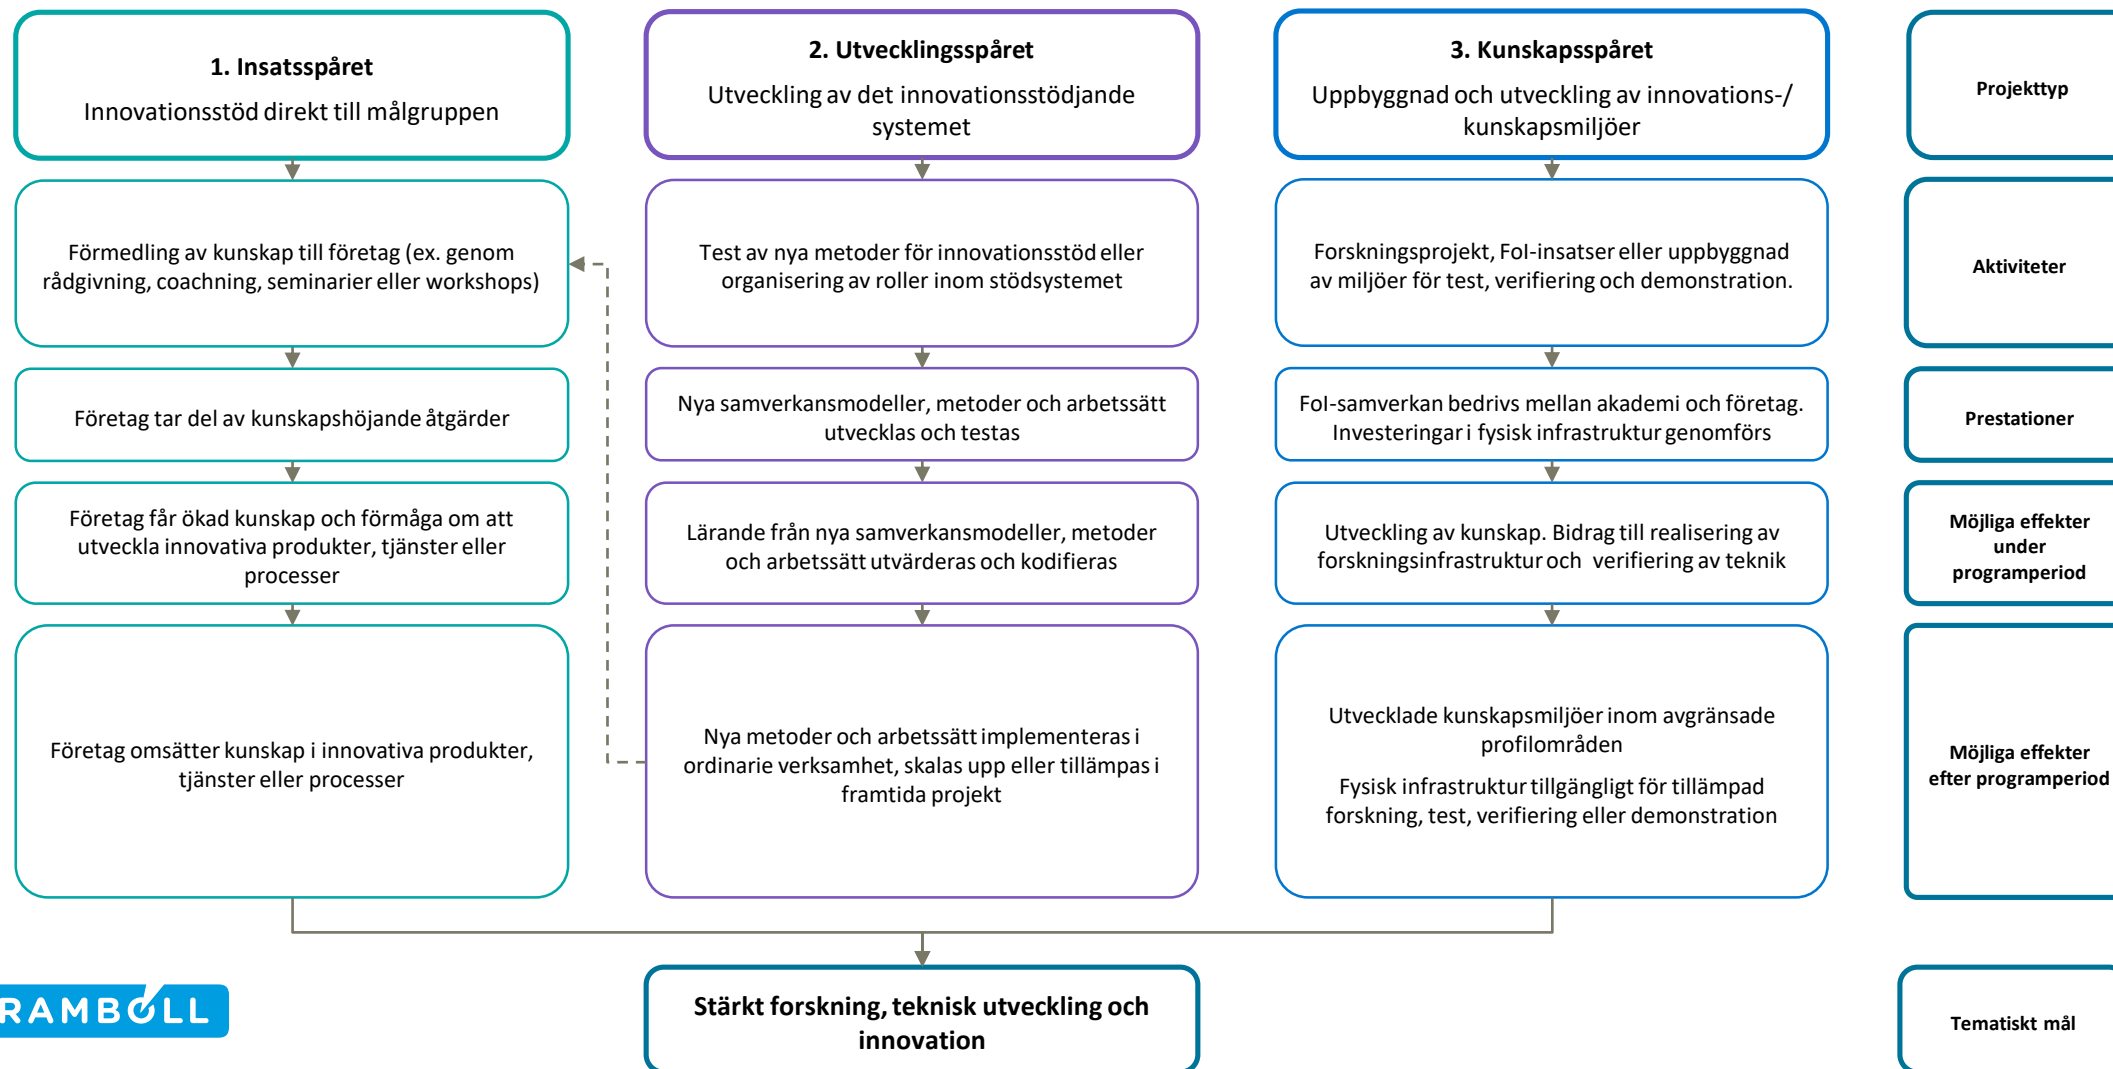 1. Insatsspåret
Innovationsstöd direkt till målgruppen
2. Utvecklingsspåret
Utveckling av det innovationsstödjande
systemet
3. Kunskapsspåret
Uppbyggnad och utveckling av innovations-/
kunskapsmiljöer
Projekttyp
Förmedling av kunskap till företag (ex. genom
rådgivning, coachning, seminarier eller workshops)
Test av nya metoder för innovationsstöd eller
organisering av roller inom stödsystemet
Forskningsprojekt, FoI-insatser eller uppbyggnad
av miljöer för test, verifiering och demonstration.
Aktiviteter
Företag tar del av kunskapshöjande åtgärder
Nya samverkansmodeller, metoder och arbetssätt
utvecklas och testas
FoI-samverkan bedrivs mellan akademi och företag.
Investeringar i fysisk infrastruktur genomförs
Prestationer
Företag får ökad kunskap och förmåga om att
utveckla innovativa produkter, tjänster eller
processer
Lärande från nya samverkansmodeller, metoder
och arbetssätt utvärderas och kodifieras
Utveckling av kunskap. Bidrag till realisering av
forskningsinfrastruktur och verifiering av teknik
Möjliga effekter
under
programperiod
Företag omsätter kunskap i innovativa produkter,
tjänster eller processer
Nya metoder och arbetssätt implementeras i
ordinarie verksamhet, skalas upp eller tillämpas i
framtida projekt
Utvecklade kunskapsmiljöer inom avgränsade
profilområden
Fysisk infrastruktur tillgängligt för tillämpad
forskning, test, verifiering eller demonstration
Möjliga effekter
efter programperiod
RAMBOLL
Stärkt forskning, teknisk utveckling och
innovation
Tematiskt mål